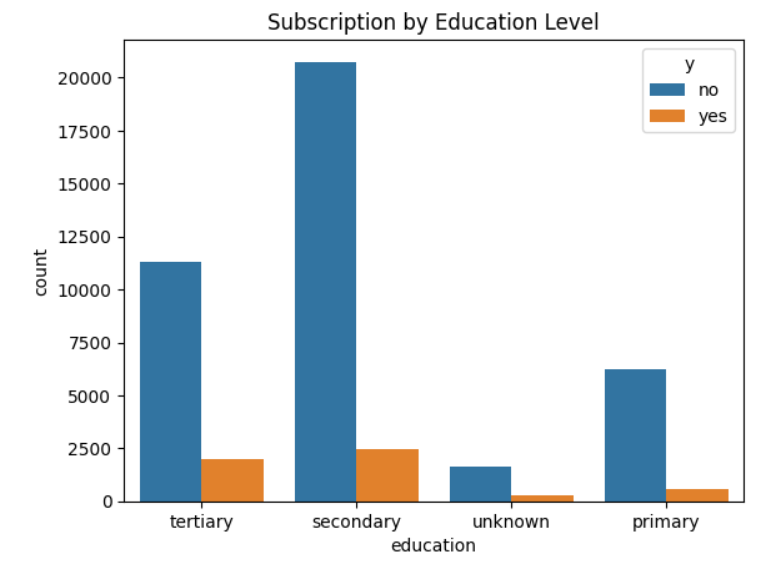 Subscription by Education Level
y
no
yes
20000
17500
15000
12500
10000
7500
5000
2500
0
count
tertiary secondary unknown primary
education